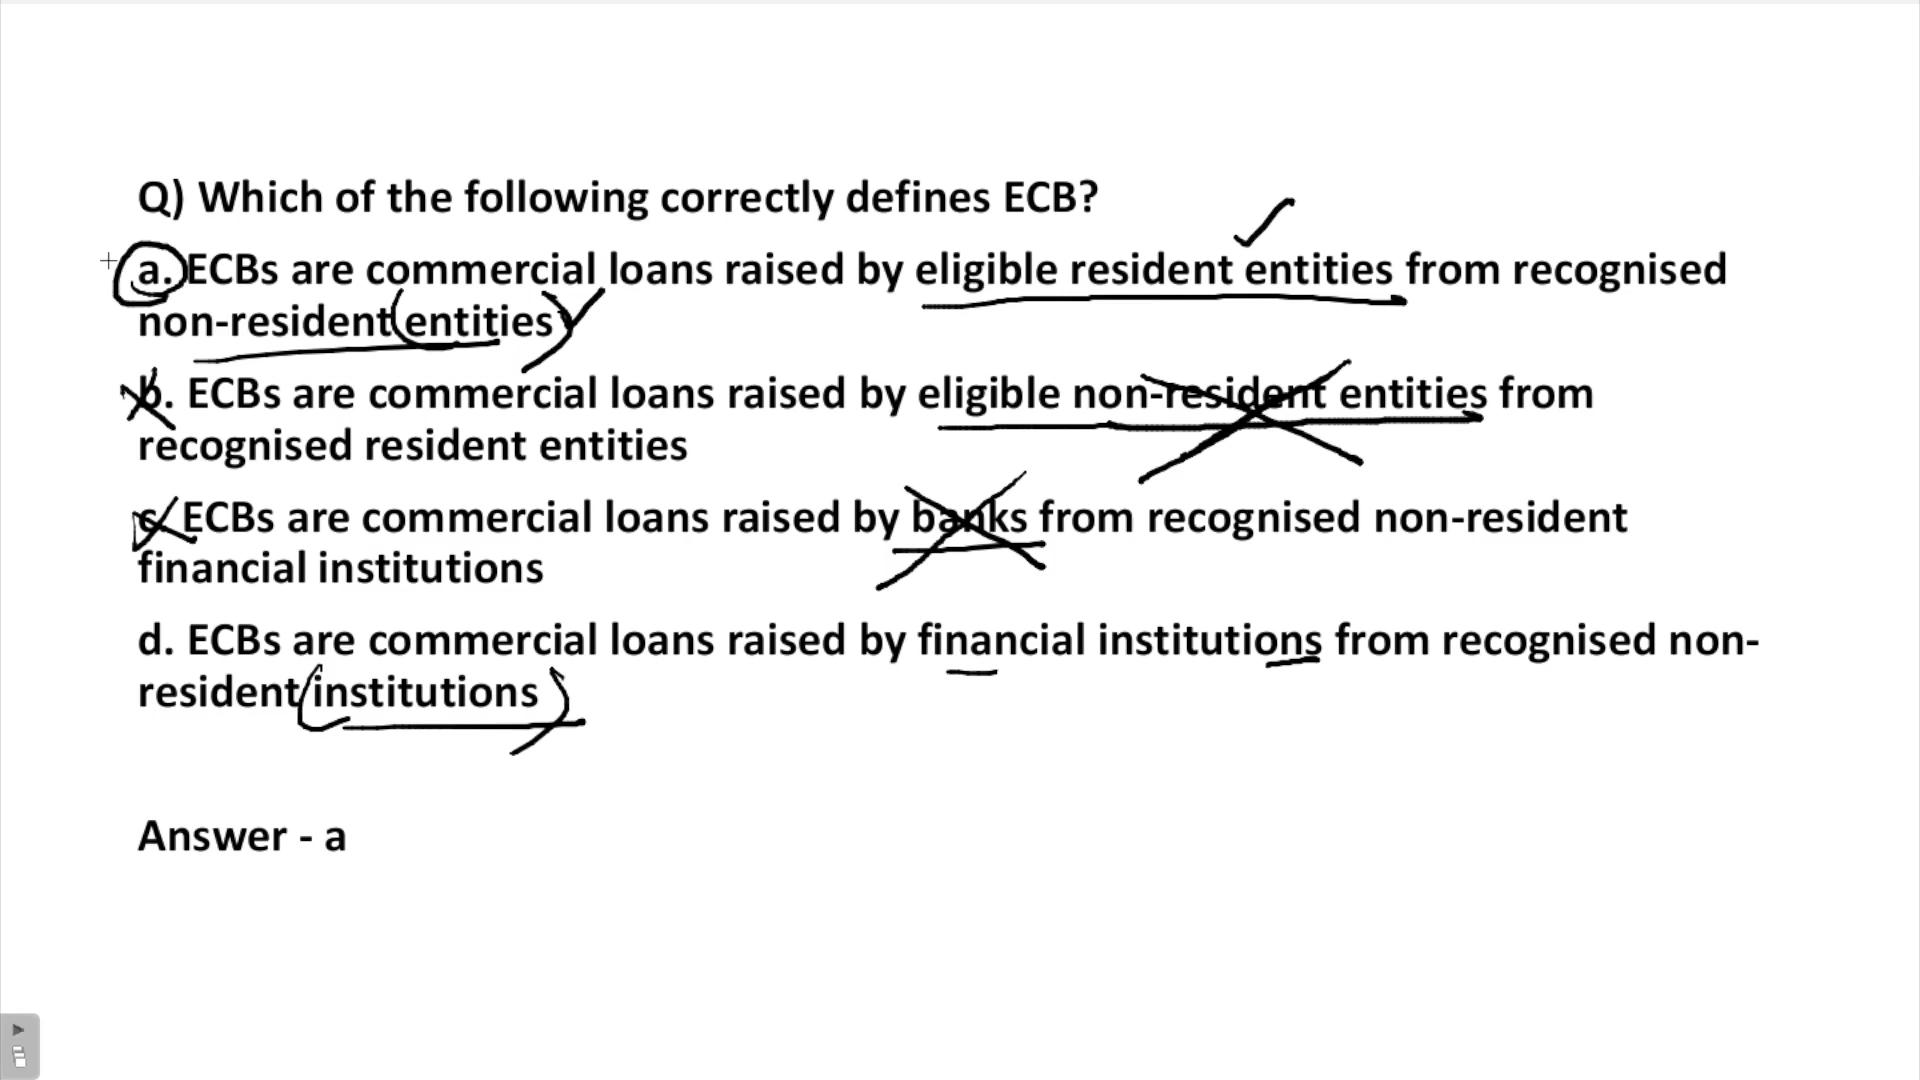 Q) Which of the following correctly defines ECB?
a. ECBs are commercial loans raised by eligible resident entities from recognised
non-resident entities
b. ECBs are commercial loans raised by eligible non-resident entities from
recognised resident entities
c. ECBs are commercial loans raised by banks from recognised non-resident
financial institutions
d. ECBs are commercial loans raised by financial institutions from recognised non-
resident institutions
Answer - a